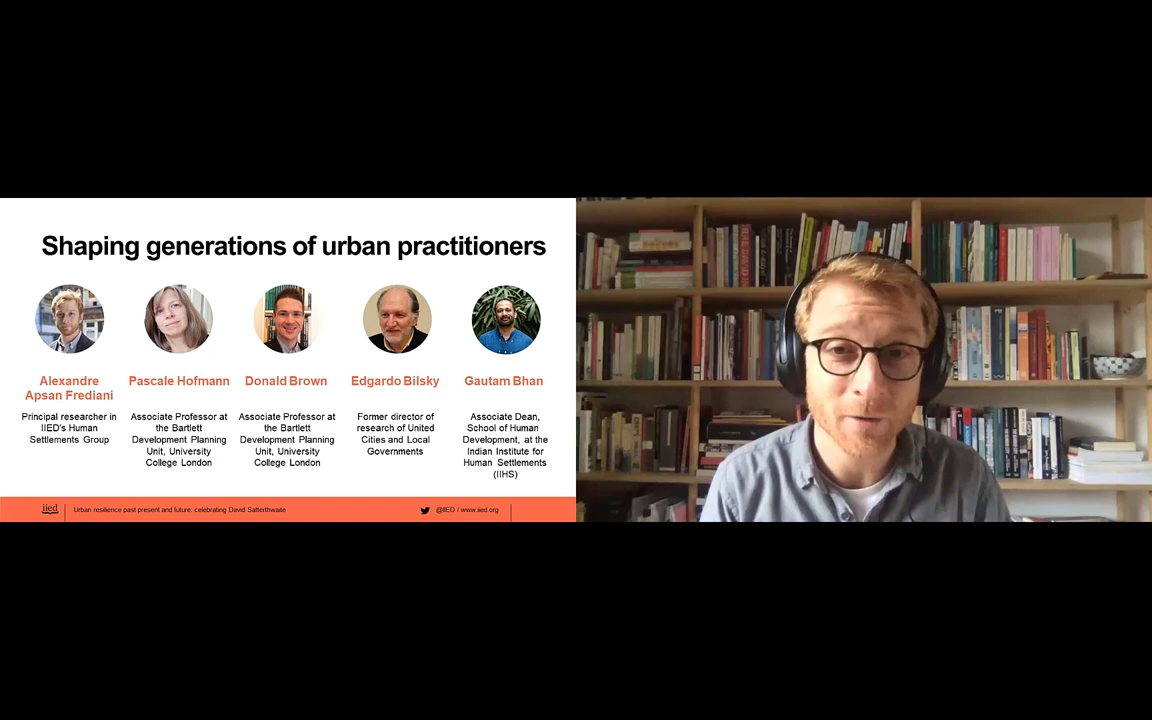 Shaping generations of urban practitioners
Alexandre
Apsan Frediani
Principal researcher in
IIED's Human
Settlements Group
Pascale Hofmann
Associate Professor at
the Bartlett
Development Planning
Unit, University
College London
Donald Brown
Associate Professor at
the Bartlett
Development Planning
Unit, University
College London
Edgardo Bilsky
Former director of
research of United
Cities and Local
Governments
Gautam Bhan
Associate Dean,
School of Human
Development, at the
Indian Institute for
Human Settlements
(IIHS)
iied
Urban resilience past present and future: celebrating David Satterthwaite
@IIED / www.iied.org